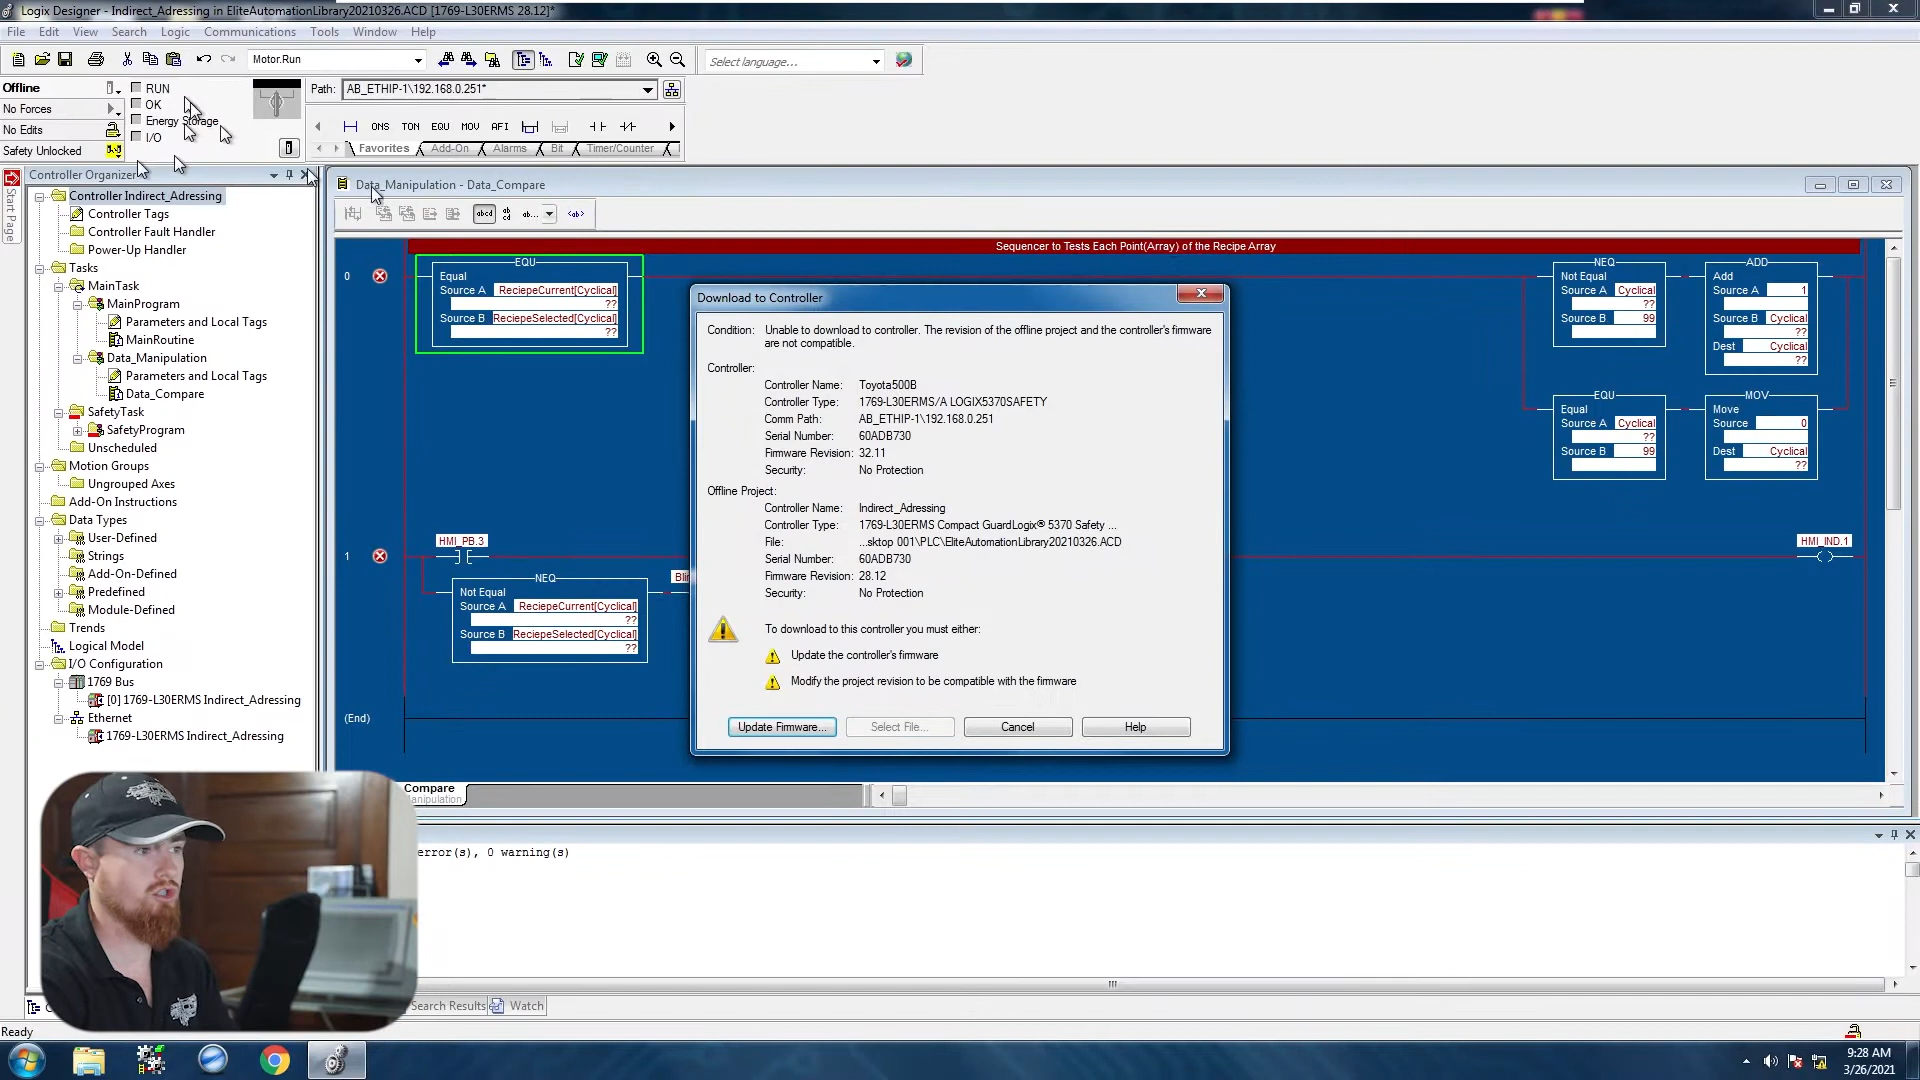 Logix Designer - Indirect_Adressing in EliteAutomationLibrary20210326.ACD [1769-L30ERMS 28.12]*
File Edit View Search Logic Communications Tools Window Help
Motor.Run
Select language...
Offline
No Forces
No Edits
Safety Unlocked
RUN
OK
Energy Storage
I/O
Path: AB_ETHIP-1\192.168.0.251*
ONS TON EQU MOV AFI
Favorites Add-On Alarms Bit Timer/Counter
Start Page
Controller Organizer
Controller Indirect_Adressing
Controller Tags
Controller Fault Handler
Power-Up Handler
Tasks
MainTask
MainProgram
Parameters and Local Tags
MainRoutine
Data_Manipulation
Parameters and Local Tags
Data_Compare
SafetyTask
SafetyProgram
Unscheduled
Motion Groups
Ungrouped Axes
Add-On Instructions
Data Types
User-Defined
Strings
Add-On-Defined
Predefined
Module-Defined
Trends
Logical Model
I/O Configuration
1769 Bus
[0] 1769-L30ERMS Indirect_Adressing
Ethernet
1769-L30ERMS Indirect_Adressing
Data_Manipulation - Data_Compare
abcd
ab
cd
ab...
<ab>
Sequencer to Tests Each Point(Array) of the Recipe Array
0
EQU
Equal
Source A ReciepeCurrent[Cyclical]
??
Source B ReciepeSelected[Cyclical]
??
NEQ
Not Equal
Source A Cyclical
??
Source B 99
ADD
Add
Source A 1
Source B Cyclical
??
Dest Cyclical
??
EQU
Equal
Source A Cyclical
??
Source B 99
MOV
Move
Source 0
Dest Cyclical
??
1
HMI_PB.3
NEQ
Not Equal
Source A ReciepeCurrent[Cyclical]
??
Source B ReciepeSelected[Cyclical]
??
HMI_IND.1
(End)
Download to Controller
Condition: Unable to download to controller. The revision of the offline project and the controller's firmware
are not compatible.
Controller:
Controller Name: Toyota500B
Controller Type: 1769-L30ERMS/A LOGIX5370SAFETY
Comm Path: AB_ETHIP-1\192.168.0.251
Serial Number: 60ADB730
Firmware Revision: 32.11
Security: No Protection
Offline Project:
Controller Name: Indirect_Adressing
Controller Type: 1769-L30ERMS Compact GuardLogix® 5370 Safety ...
File: ...sktop 001\PLC\EliteAutomationLibrary20210326.ACD
Serial Number: 60ADB730
Firmware Revision: 28.12
Security: No Protection
To download to this controller you must either:
Update the controller's firmware
Modify the project revision to be compatible with the firmware
Update Firmware... Select File... Cancel Help
Compare
anipulation
error(s), 0 warning(s)
Search Results Watch
Ready
9:28 AM
3/26/2021